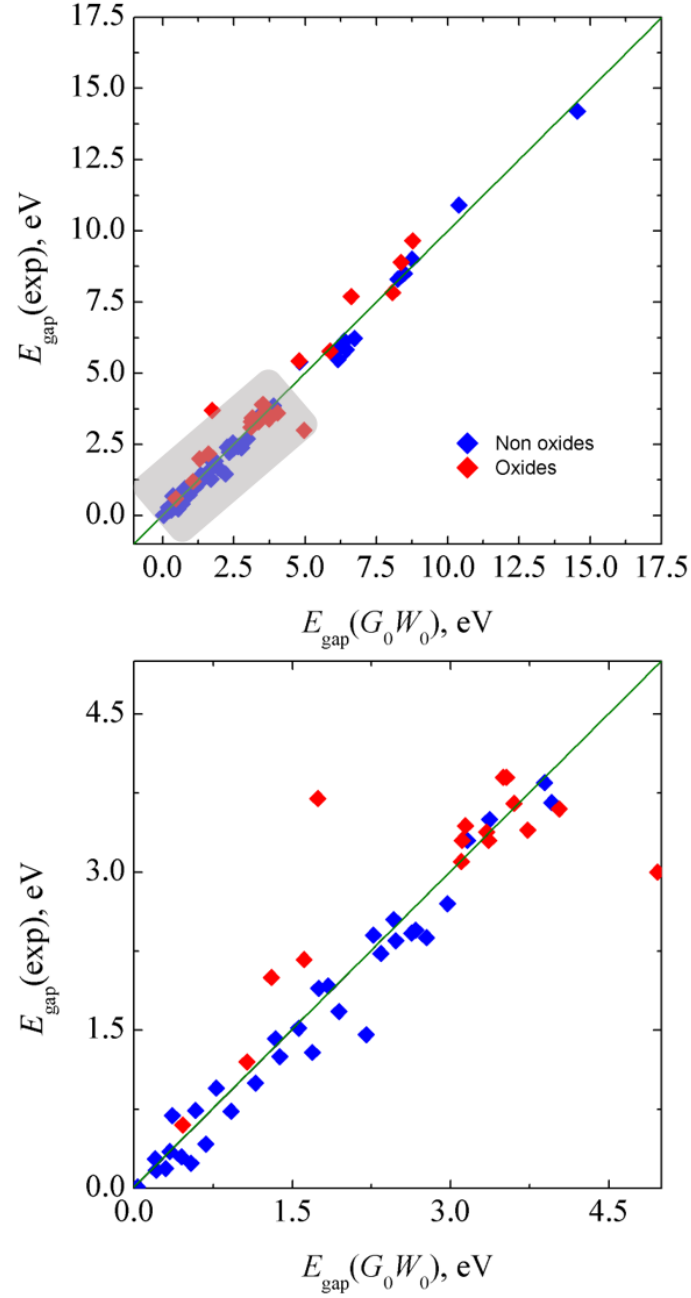 17.5
15.0
12.5
10.0
7.5
5.0
2.5
0.0
E_gap(exp), eV
Non oxides
Oxides
0.0 2.5 5.0 7.5 10.0 12.5 15.0 17.5
E_gap(G_0W_0), eV
4.5
3.0
1.5
0.0
E_gap(exp), eV
0.0 1.5 3.0 4.5
E_gap(G_0W_0), eV